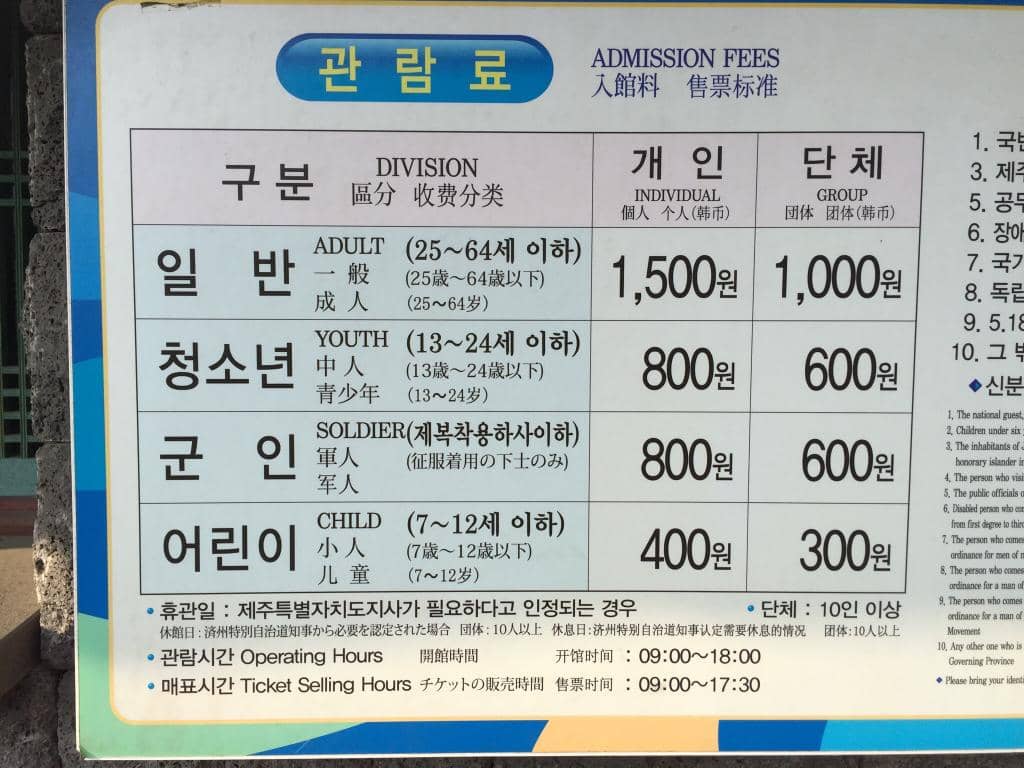 관람료 ADMISSION FEES
入館料 售票标准
구분 DIVISION
區分 收费分类
개인
INDIVIDUAL
個人 个人(韩币)
단체
GROUP
団体 团体(韩币)
일반 ADULT (25~64세 이하)
一般 (25歳~64歳以下)
成人 (25~64岁)
1,500원 1,000원
청소년 YOUTH (13~24세 이하)
中人 (13歳~24歳以下)
青少年 (13~24岁)
800원 600원
군인 SOLDIER(제복착용하사이하)
軍人 (征服着用の下士のみ)
军人
800원 600원
어린이 CHILD (7~12세 이하)
小人 (7歳~12歳以下)
儿童 (7~12岁)
400원 300원
• 휴관일 : 제주특별자치도지사가 필요하다고 인정되는 경우 • 단체 : 10인 이상
休館日 : 済州特別自治道知事から必要を認定された場合 団体 : 10人以上 休息日 : 济州特别自治道知事认定需要休息的情况 团体 : 10人以上
• 관람시간 Operating Hours 開館時間 开馆时间 : 09:00~18:00
• 매표시간 Ticket Selling Hours チケットの販売時間 售票时间 : 09:00~17:30
1. 국빈
3. 제주
5. 공무
6. 장애
7. 국가
8. 독립
9. 5.18
10. 그 밖
◆신분
1, The national guest,
2, Children under six
3, The inhabitants of
honorary islander
4, The person who
5, The public officials
6, Disabled person who
from first degree to
7, The person who comes
ordinance for men of
8, The person who comes
ordinance for a man of
9, The person who comes
ordinance for a man of
Movement
10, Any other one who is
Governing Province
◆ Please bring your